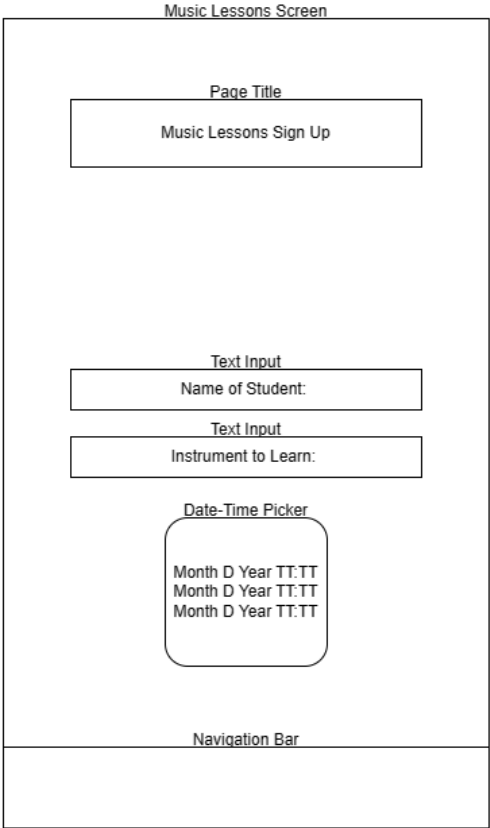 Music Lessons Screen
Page Title
Music Lessons Sign Up
Text Input
Name of Student:
Text Input
Instrument to Learn:
Date-Time Picker
Month D Year TT:TT
Month D Year TT:TT
Month D Year TT:TT
Navigation Bar